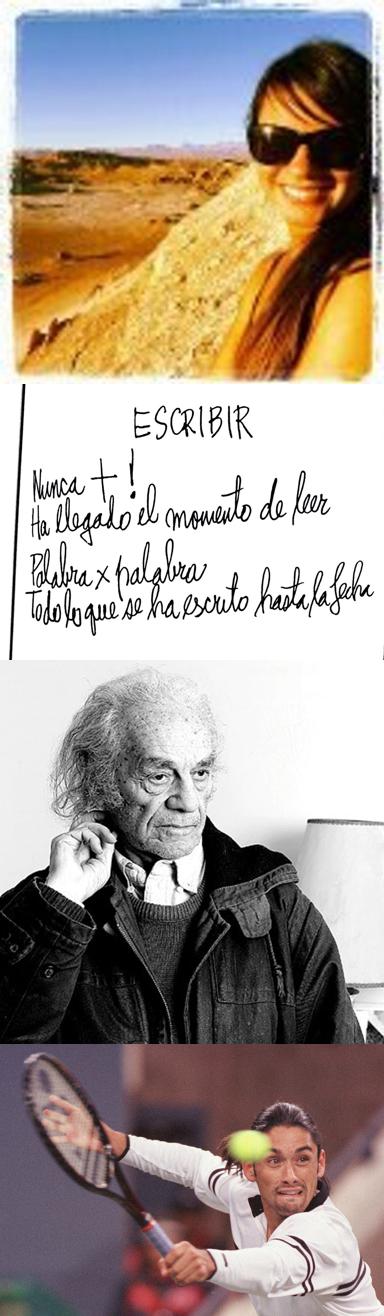 ESCRIBIR
Nunca + !
Ha llegado el momento de leer
Palabra x palabra
Todo lo que se ha escrito hasta la fecha